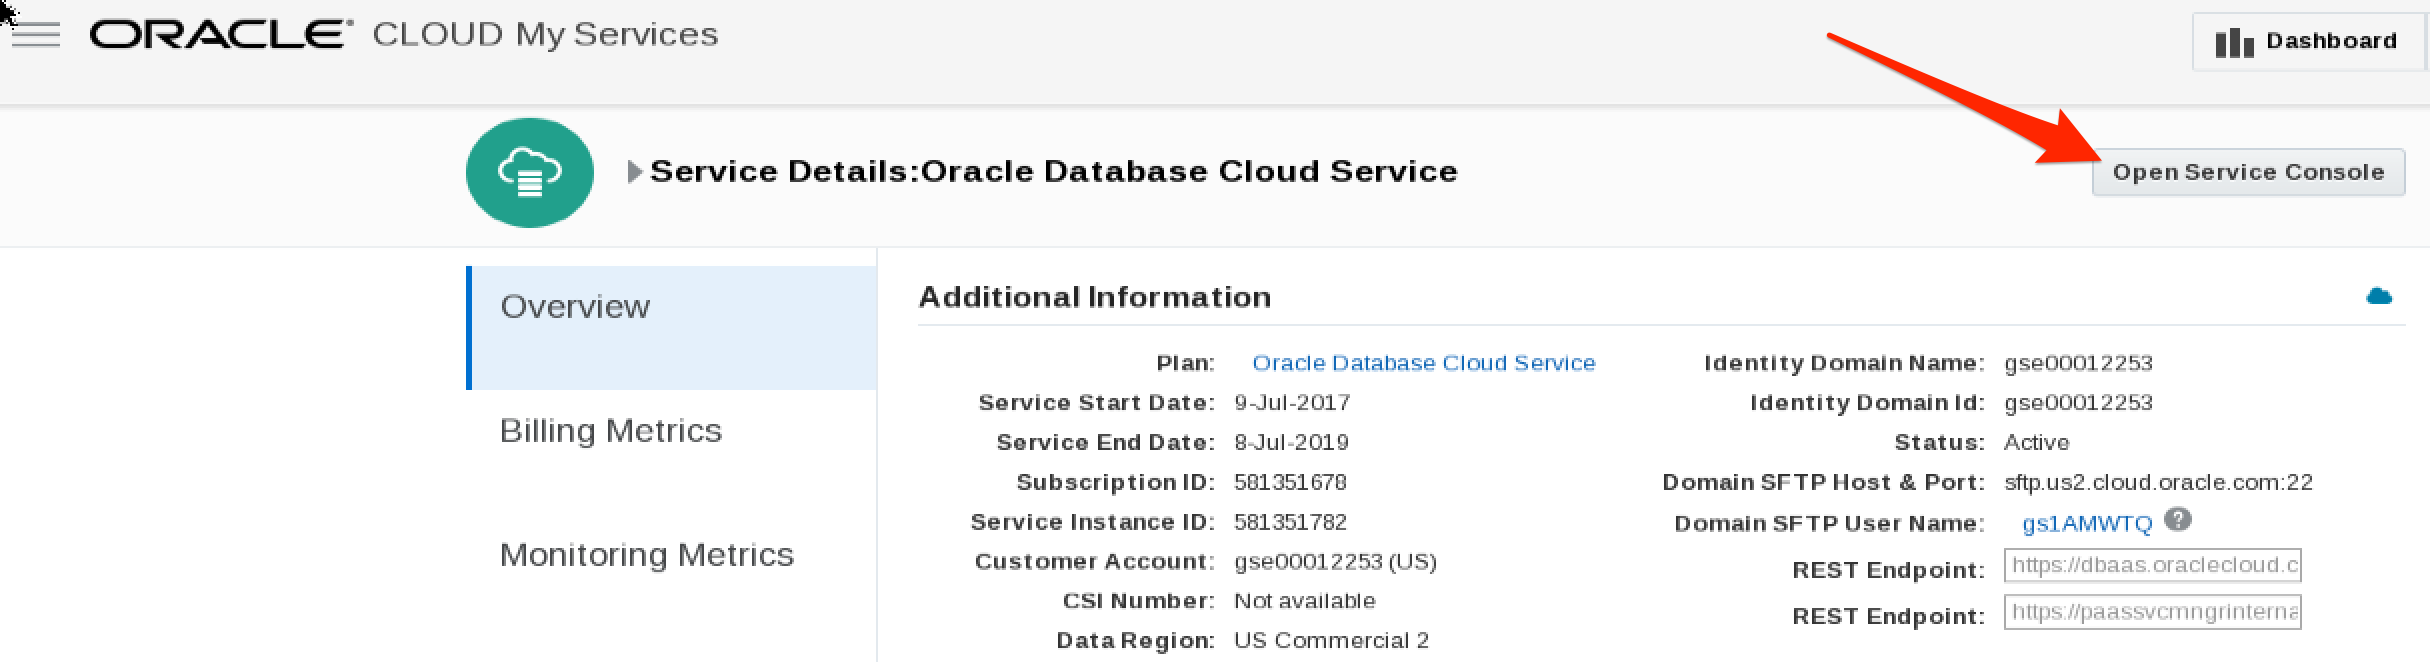 ORACLE® CLOUD My Services
Dashboard
Service Details:Oracle Database Cloud Service
Open Service Console
Overview
Billing Metrics
Monitoring Metrics
Additional Information
Plan: Oracle Database Cloud Service
Service Start Date: 9-Jul-2017
Service End Date: 8-Jul-2019
Subscription ID: 581351678
Service Instance ID: 581351782
Customer Account: gse00012253 (US)
CSI Number: Not available
Data Region: US Commercial 2
Identity Domain Name: gse00012253
Identity Domain Id: gse00012253
Status: Active
Domain SFTP Host & Port: sftp.us2.cloud.oracle.com:22
Domain SFTP User Name: gs1AMWTQ ?
REST Endpoint: https://dbaas.oraclecloud.c
REST Endpoint: https://paassvcmngrinterna